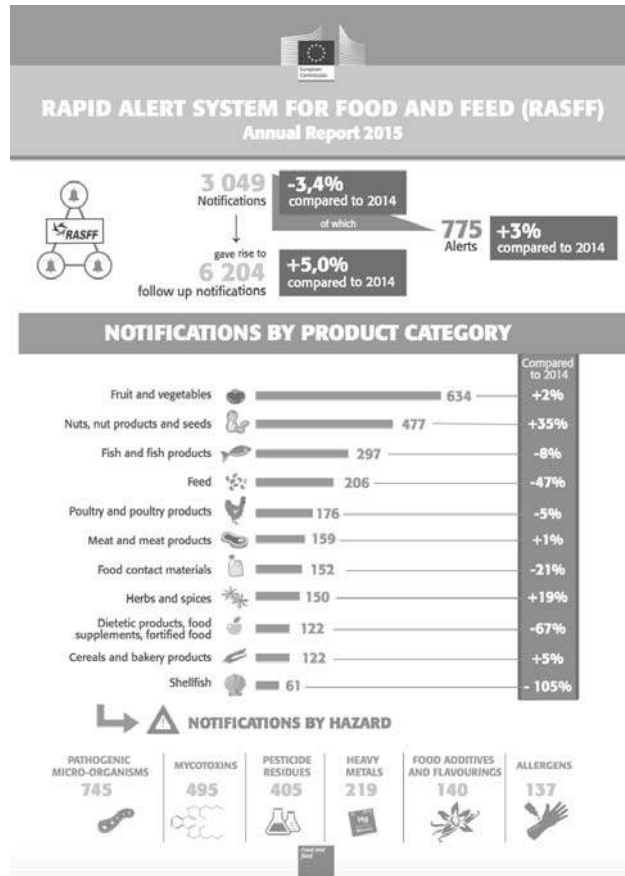 European
Commission
RAPID ALERT SYSTEM FOR FOOD AND FEED (RASFF)
Annual Report 2015
3 049
Notifications
-3,4%
compared to 2014
of which
775
Alerts
+3%
compared to 2014
RASFF
gave rise to
6 204
follow up notifications
+5,0%
compared to 2014
NOTIFICATIONS BY PRODUCT CATEGORY
Compared
to 2014
Fruit and vegetables 634 +2%
Nuts, nut products and seeds 477 +35%
Fish and fish products 297 -8%
Feed 206 -47%
Poultry and poultry products 176 -5%
Meat and meat products 159 +1%
Food contact materials 152 -21%
Herbs and spices 150 +19%
Dietetic products, food
supplements, fortified food 122 -67%
Cereals and bakery products 122 +5%
Shellfish 61 - 105%
NOTIFICATIONS BY HAZARD
PATHOGENIC
MICRO-ORGANISMS
745
MYCOTOXINS
495
PESTICIDE
RESIDUES
405
HEAVY
METALS
219
Hg
FOOD ADDITIVES
AND FLAVOURINGS
140
ALLERGENS
137
Food and
feed